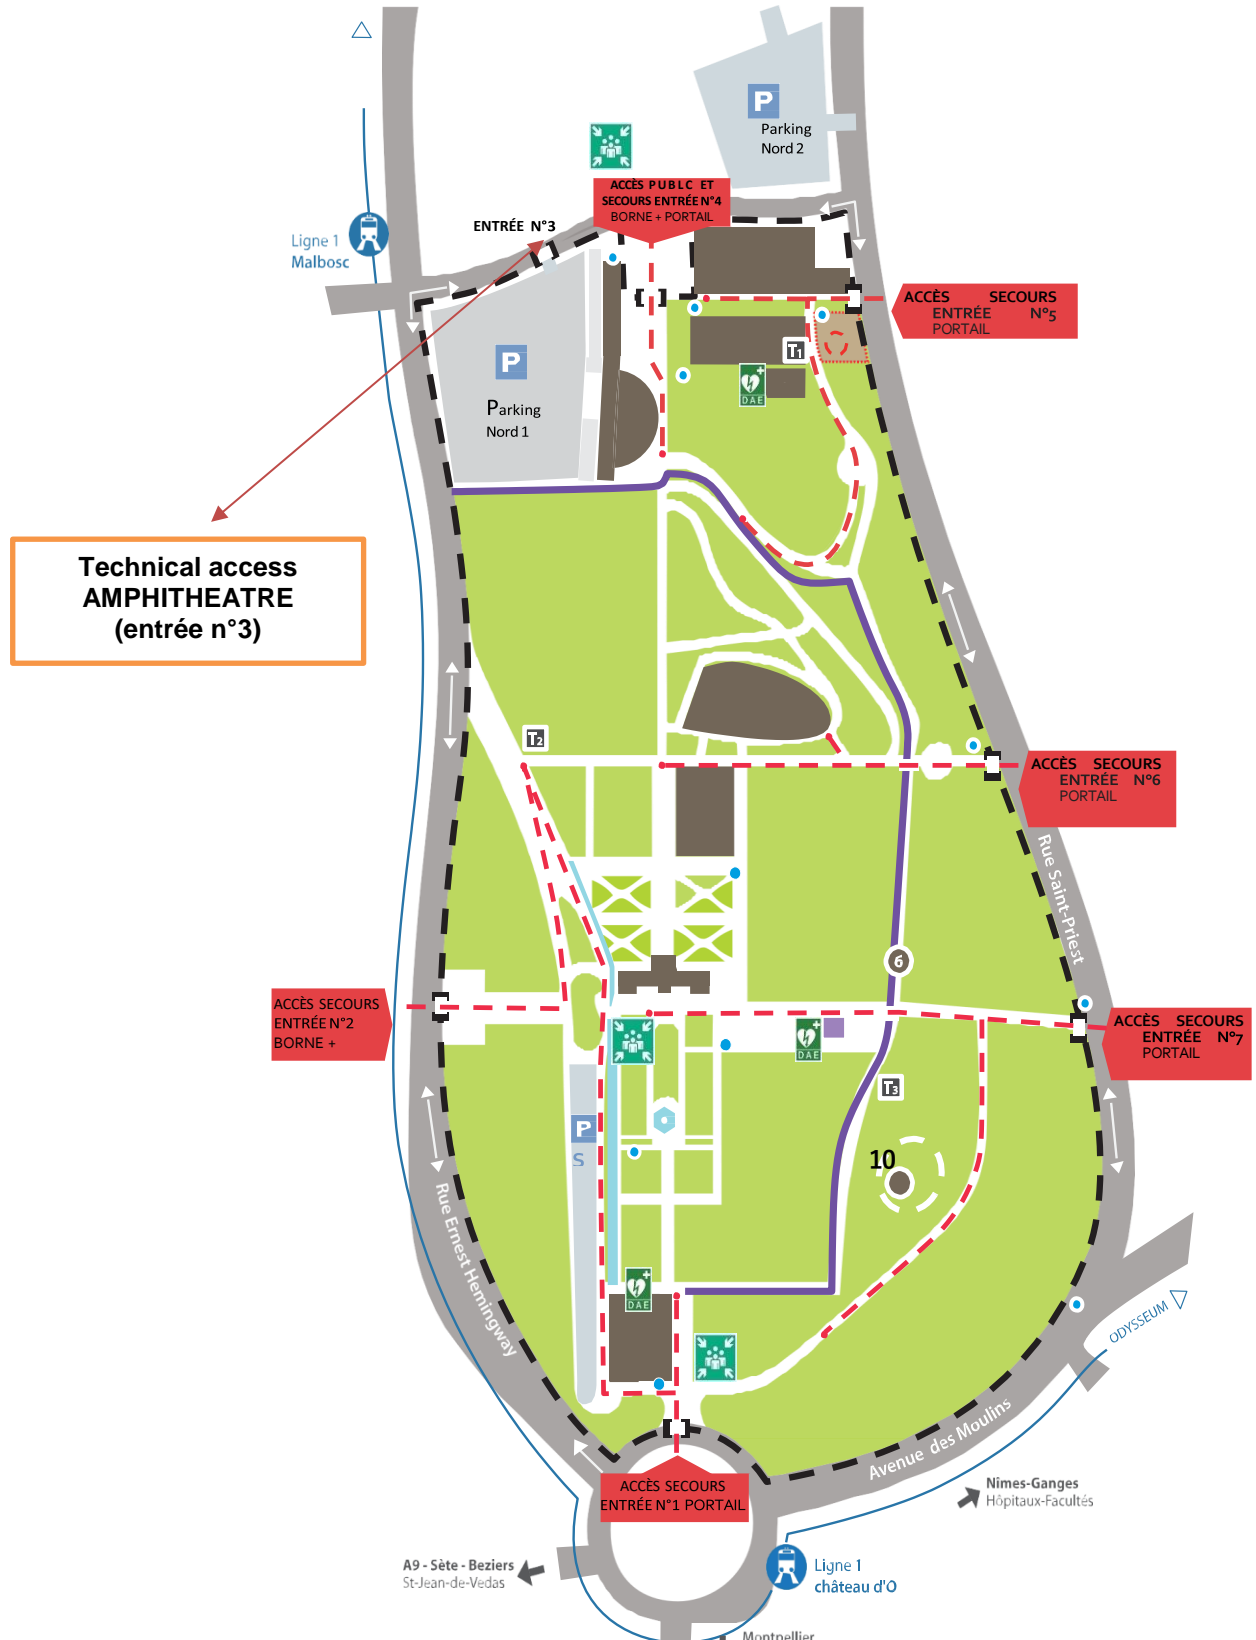 P
Parking
Nord 2
ACCÈS PUBLC ET
SECOURS ENTRÉE N°4
BORNE + PORTAIL
ENTRÉE N°3
Ligne 1
Malbosc
ACCÈS SECOURS
ENTRÉE N°5
PORTAIL
T1
P
Parking
Nord 1
DAE
Technical access
AMPHITHEATRE
(entrée n°3)
T2
ACCÈS SECOURS
ENTRÉE N°6
PORTAIL
Rue Saint-Priest
6
ACCÈS SECOURS
ENTRÉE N°2
BORNE +
ACCÈS SECOURS
ENTRÉE N°7
PORTAIL
DAE
T3
P
S
10
Rue Ernest Hemingway
DAE
ODYSSEUM
Avenue des Moulins
ACCÈS SECOURS
ENTRÉE N°1 PORTAIL
Nîmes-Ganges
Hôpitaux-Facultés
A9 - Sète - Beziers
St-Jean-de-Vedas
Ligne 1
château d'O
Montpellier